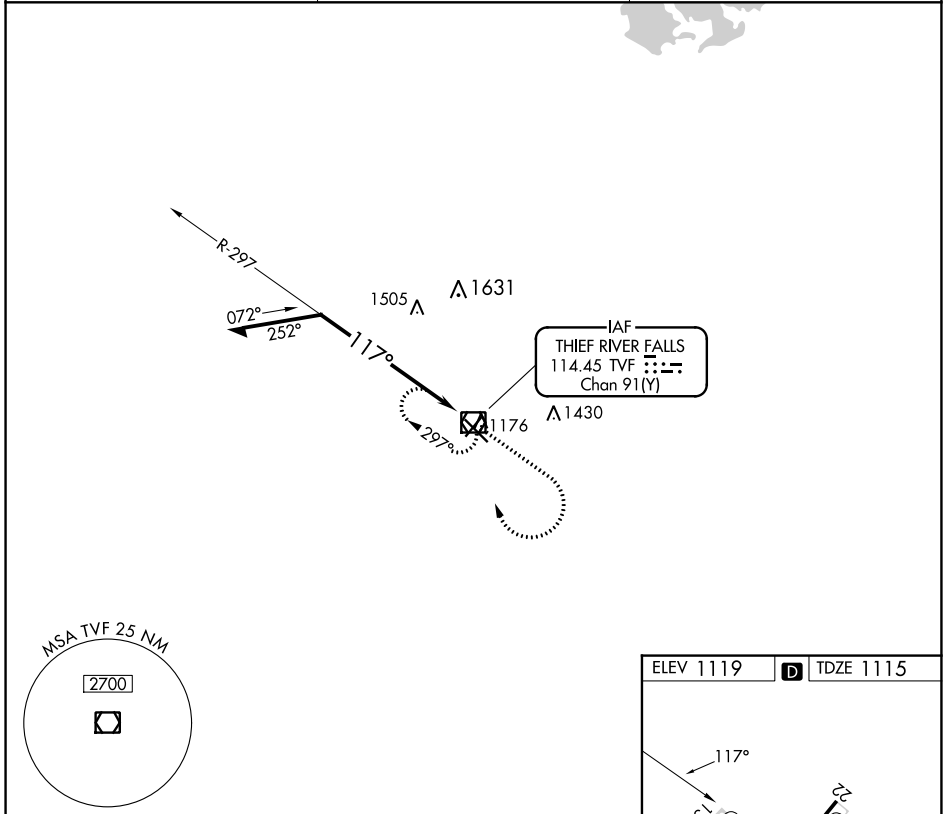 R-297
1505
1631
072°
252°
117°
IAF
THIEF RIVER FALLS
114.45 TVF
Chan 91(Y)
1430
1176
297°
MSA TVF 25 NM
2700
ELEV 1119
D
TDZE 1115
117°
22